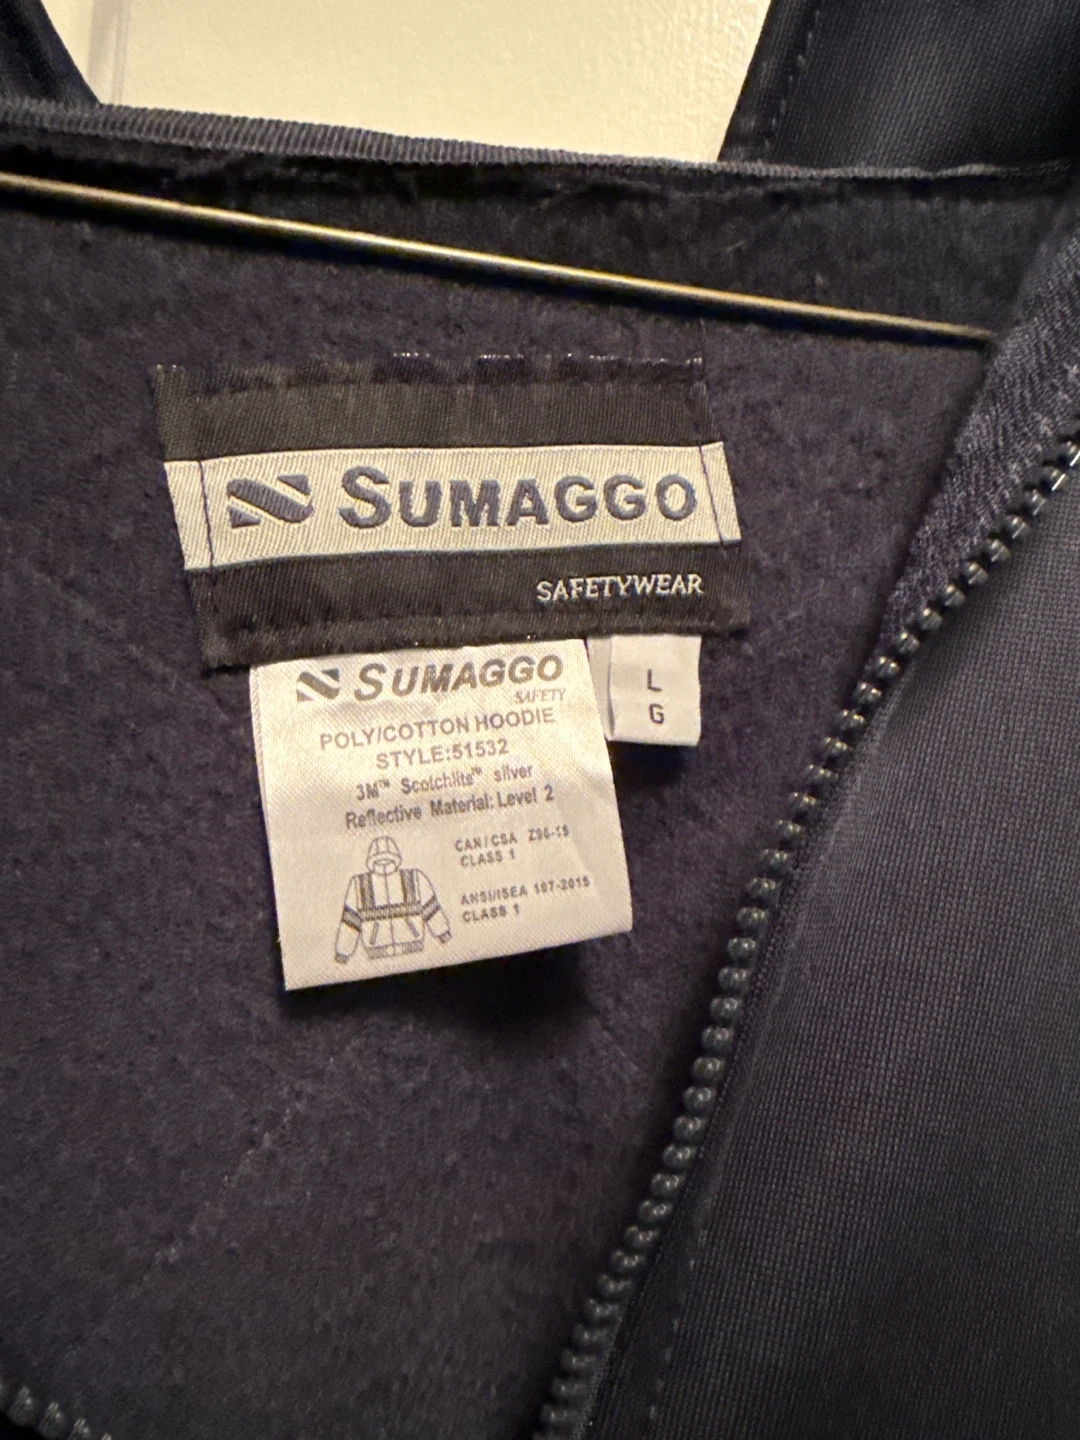 SUMAGGO
SAFETYWEAR
SUMAGGO
SAFETY
POLY/COTTON HOODIE
STYLE:51532
3M™ Scotchlite™ silver
Reflective Material: Level 2
CAN/CSA Z96-15
CLASS 1
ANSI/ISEA 107-2015
CLASS 1
L
G